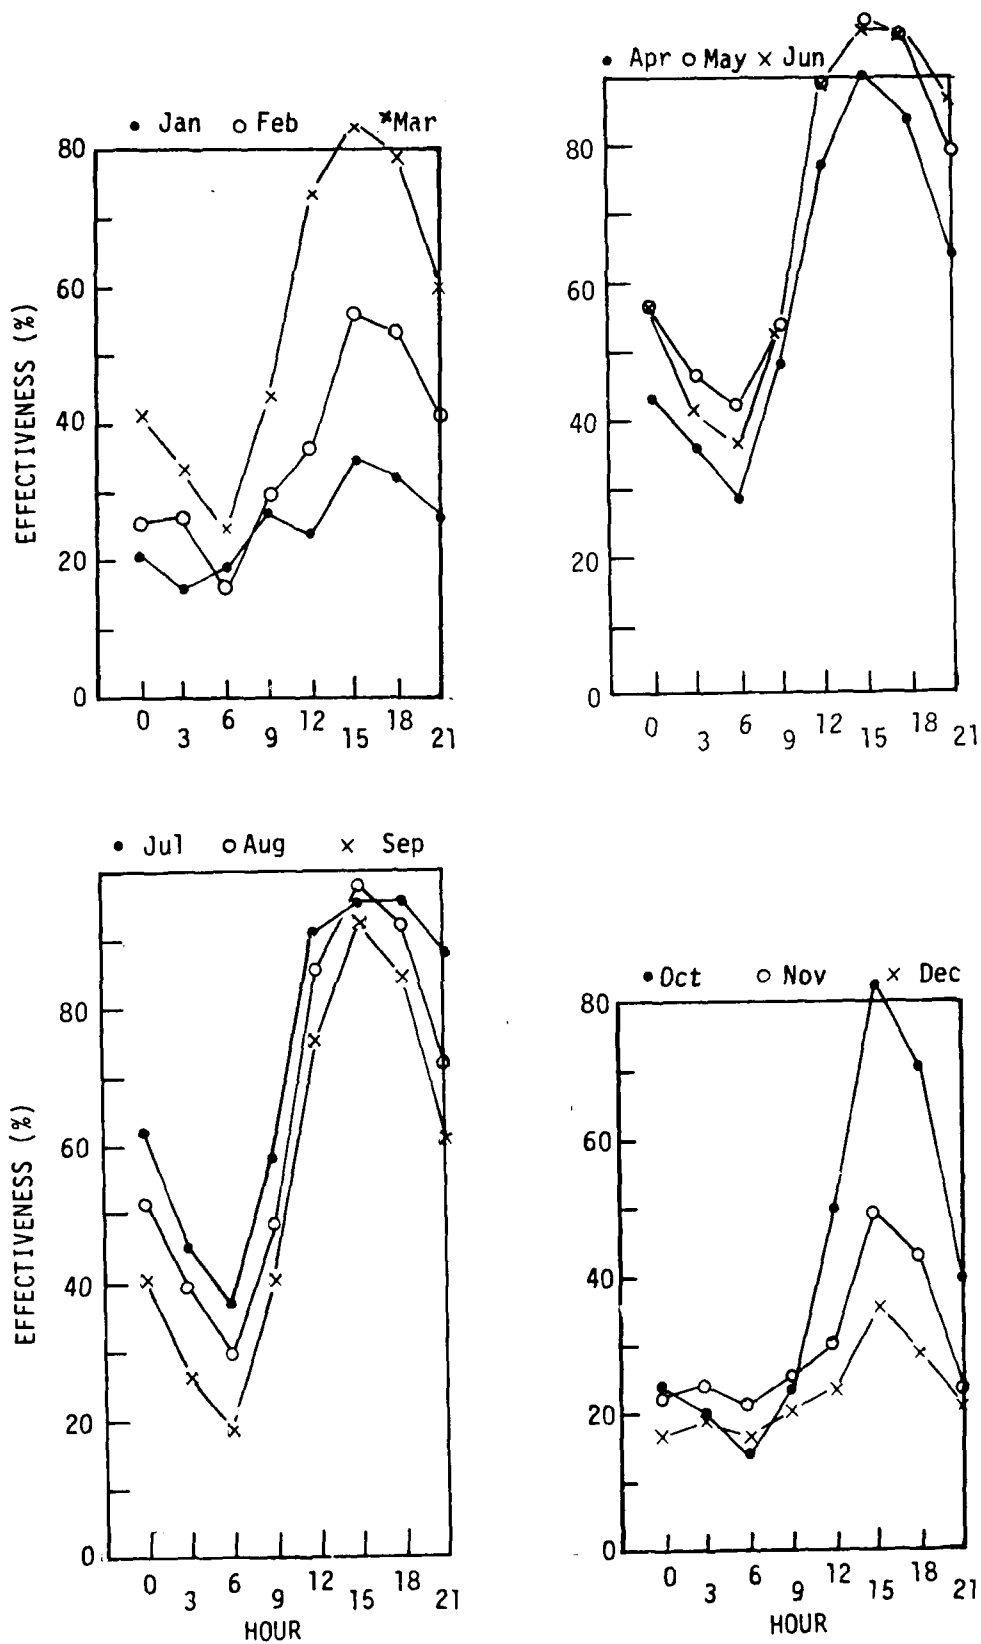 • Jan o Feb ×Mar
80
60
40
20
0
EFFECTIVENESS (%)
0 3 6 9 12 15 18 21
• Apr o May × Jun
80
60
40
20
0
0 3 6 9 12 15 18 21
• Jul o Aug × Sep
80
60
40
20
0
EFFECTIVENESS (%)
0 3 6 9 12 15 18 21
HOUR
• Oct o Nov × Dec
80
60
40
20
0
0 3 6 9 12 15 18 21
HOUR